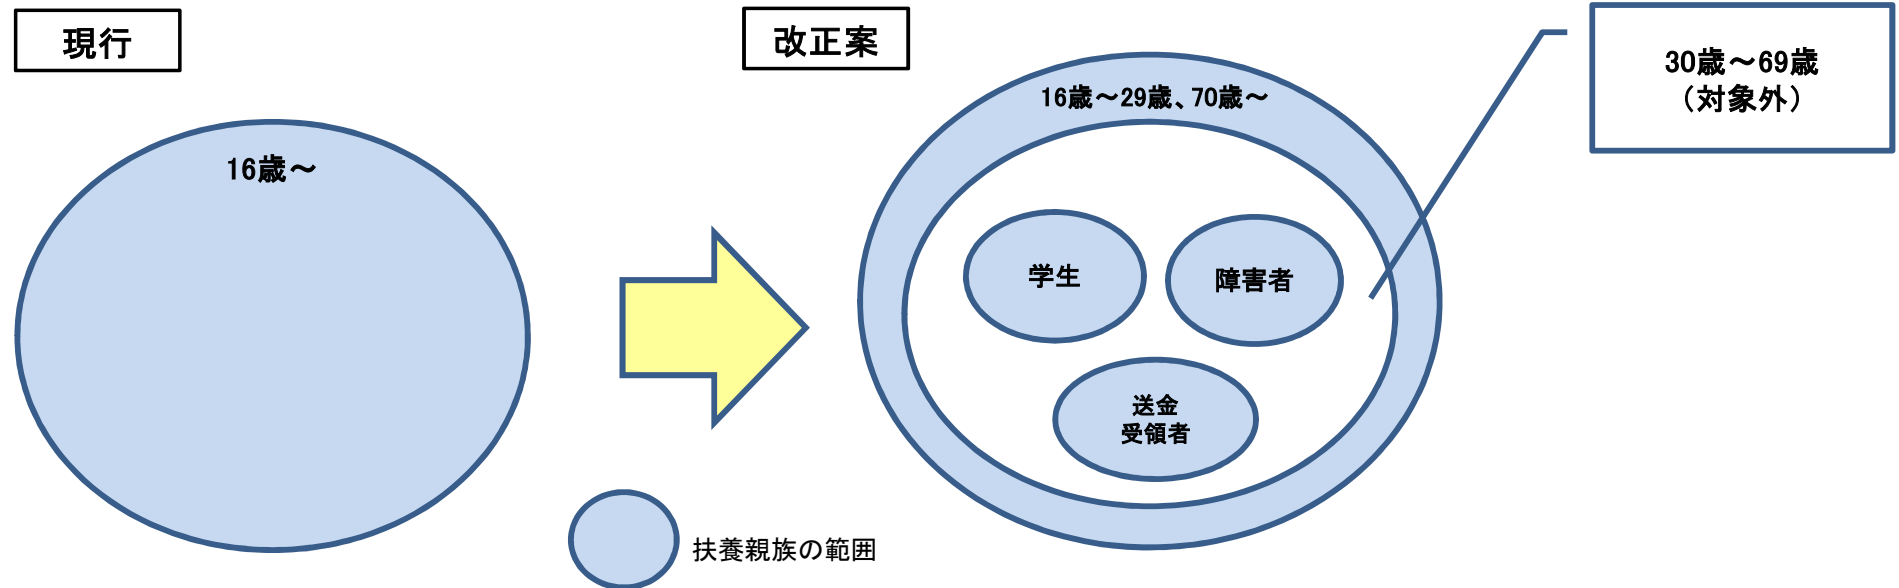 現行
16歳～
改正案
16歳～29歳、70歳～
学生
障害者
送金
受領者
30歳～69歳
（対象外）
扶養親族の範囲